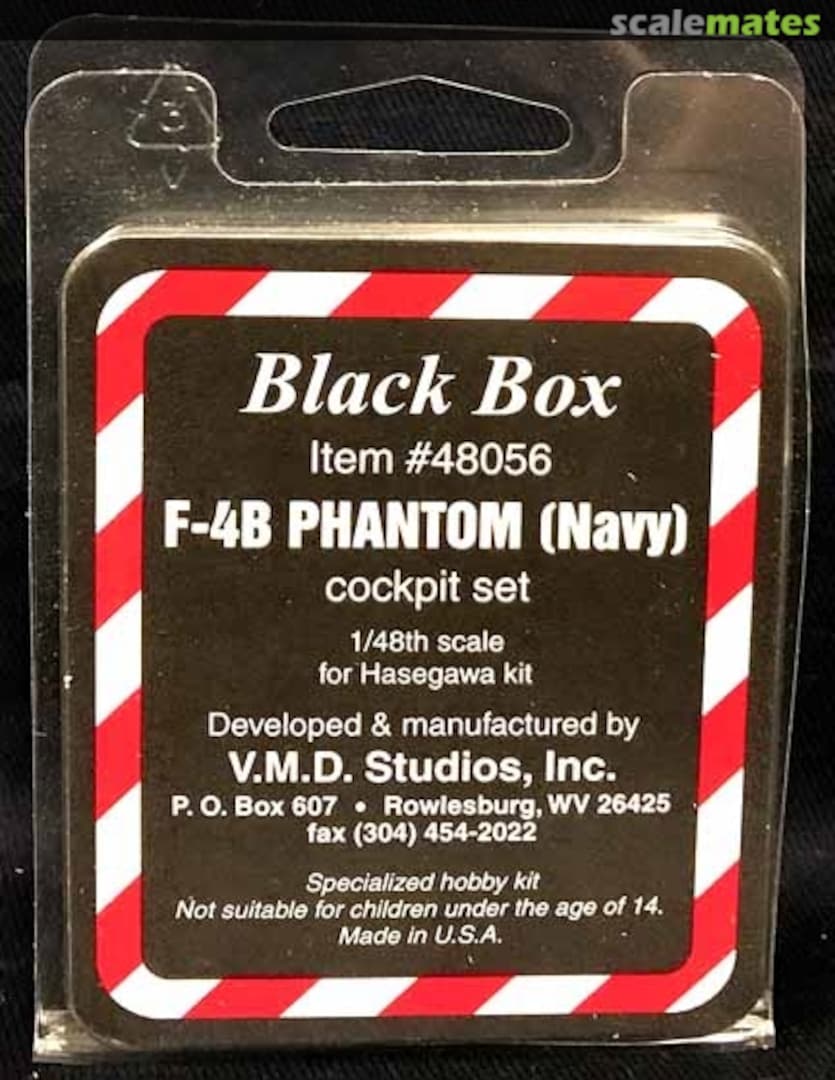 scalemates
Black Box
Item #48056
F-4B PHANTOM (Navy)
cockpit set
1/48th scale
for Hasegawa kit
Developed & manufactured by
V.M.D. Studios, Inc.
P. O. Box 607 • Rowlesburg, WV 26425
fax (304) 454-2022
Specialized hobby kit
Not suitable for children under the age of 14.
Made in U.S.A.